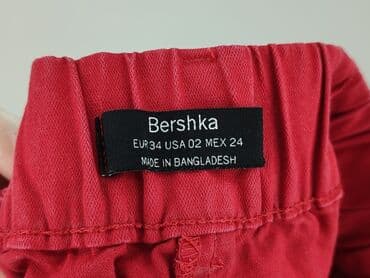 Bershka
EUR 34 USA 02 MEX 24
MADE IN BANGLADESH